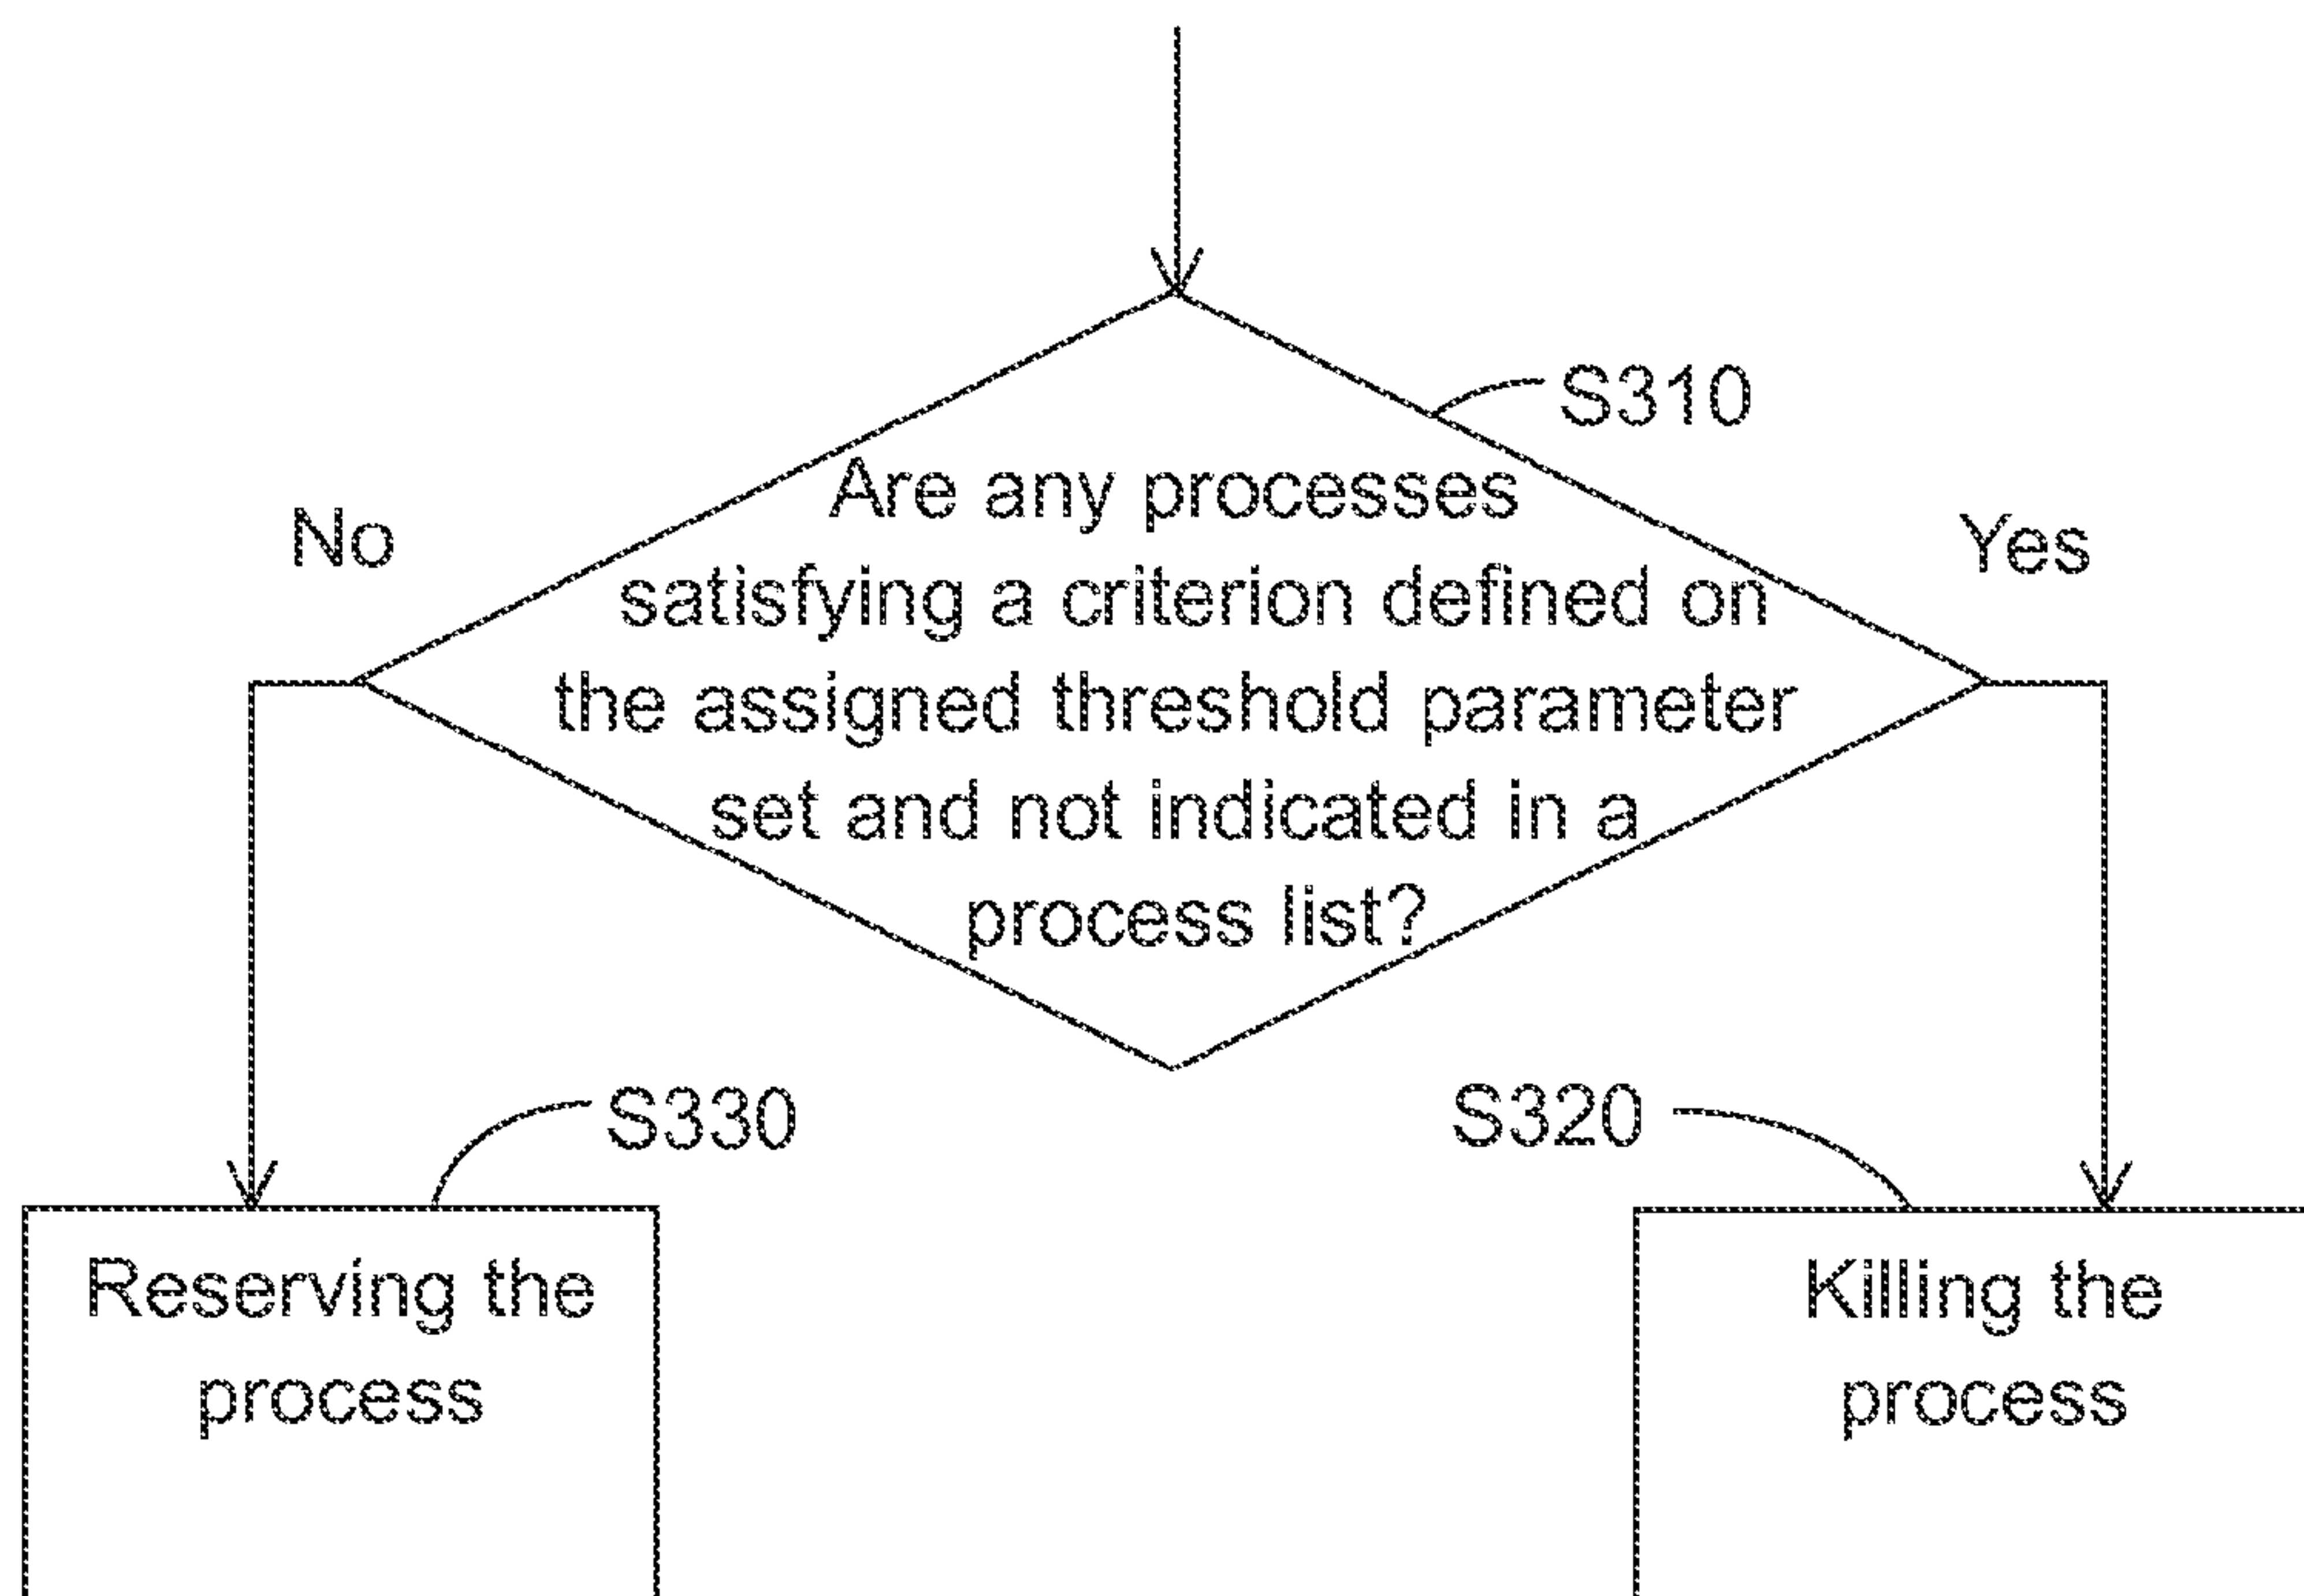 S310
Are any processes
No
Yes
satisfying a criterion defined on
the assigned threshold parameter
set and not indicated in a
process list?
S330
S320
Reserving the
process
Killing the
process